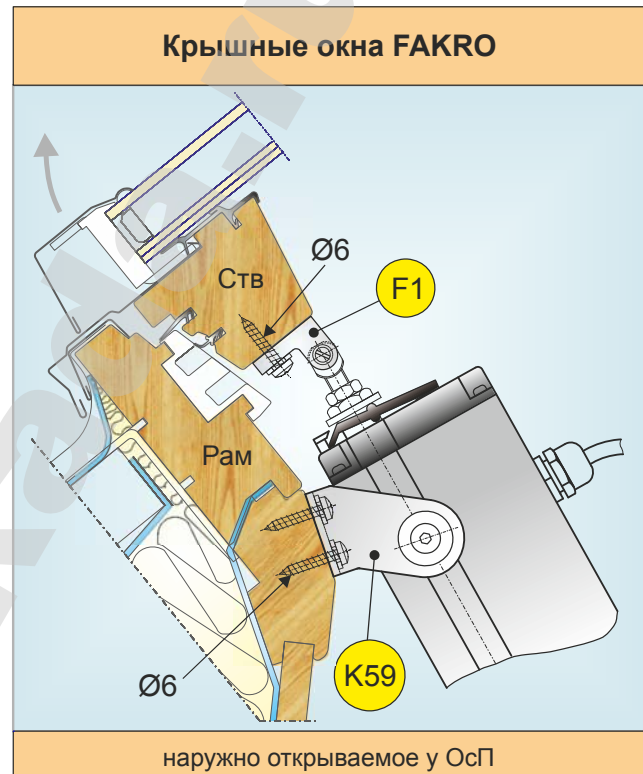 Крышные окна FAKRO
Ств
Ø6
F1
Рам
Ø6
K59
наружно открываемое у ОсП